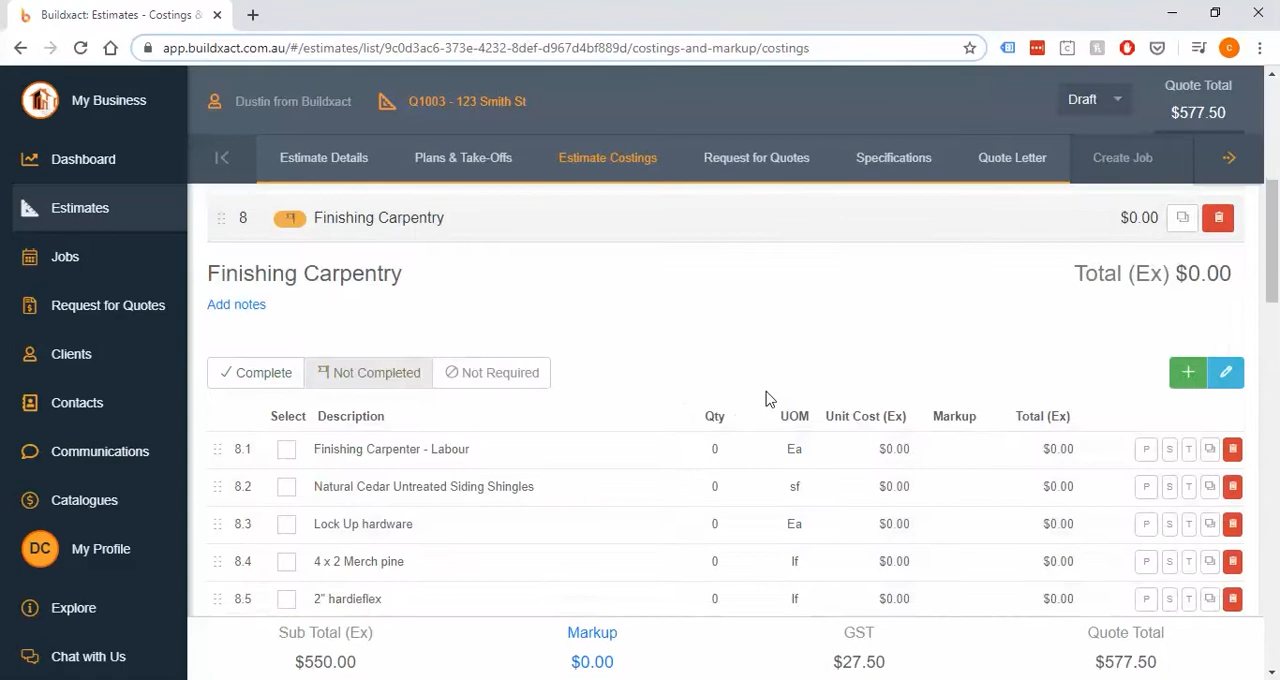 Buildxact: Estimates - Costings &
app.buildxact.com.au/#/estimates/list/9c0d3ac6-373e-4232-8def-d967d4bf889d/costings-and-markup/costings
C
My Business
Dustin from Buildxact
Q1003 - 123 Smith St
Draft
Quote Total
$577.50
Dashboard
Estimates
Jobs
Request for Quotes
Clients
Contacts
Communications
Catalogues
DC My Profile
Explore
Chat with Us
Estimate Details Plans & Take-Offs Estimate Costings Request for Quotes Specifications Quote Letter Create Job
8 Finishing Carpentry $0.00
Finishing Carpentry Total (Ex) $0.00
Add notes
Complete Not Completed Not Required
Select Description Qty UOM Unit Cost (Ex) Markup Total (Ex)
8.1 Finishing Carpenter - Labour 0 Ea $0.00 $0.00 P S T
8.2 Natural Cedar Untreated Siding Shingles 0 sf $0.00 $0.00 P S T
8.3 Lock Up hardware 0 Ea $0.00 $0.00 P S T
8.4 4 x 2 Merch pine 0 lf $0.00 $0.00 P S T
8.5 2" hardieflex 0 lf $0.00 $0.00 P S T
Sub Total (Ex) Markup GST Quote Total
$550.00 $0.00 $27.50 $577.50